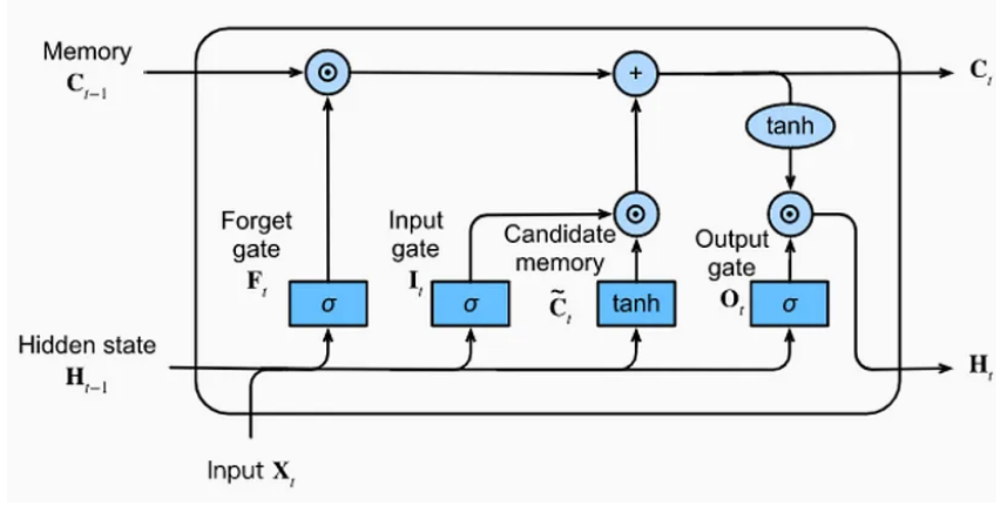 Memory
C_{t-1}
⊙
+
C_t
tanh
Forget
gate
F_t
Input
gate
I_t
Candidate
memory
C̃_t
⊙
Output
gate
O_t
⊙
σ
σ
tanh
σ
Hidden state
H_{t-1}
H_t
Input X_t